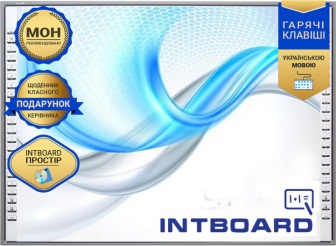 МОН
РЕКОМЕНДОВАНО
ЩОДЕННИК
КЛАСНОГО
ПОДАРУНОК
КЕРІВНИКА
INTBOARD
ПРОСТІР
ГАРЯЧІ
КЛАВІШІ
УКРАЇНСЬКОЮ
МОВОЮ
INTBOARD